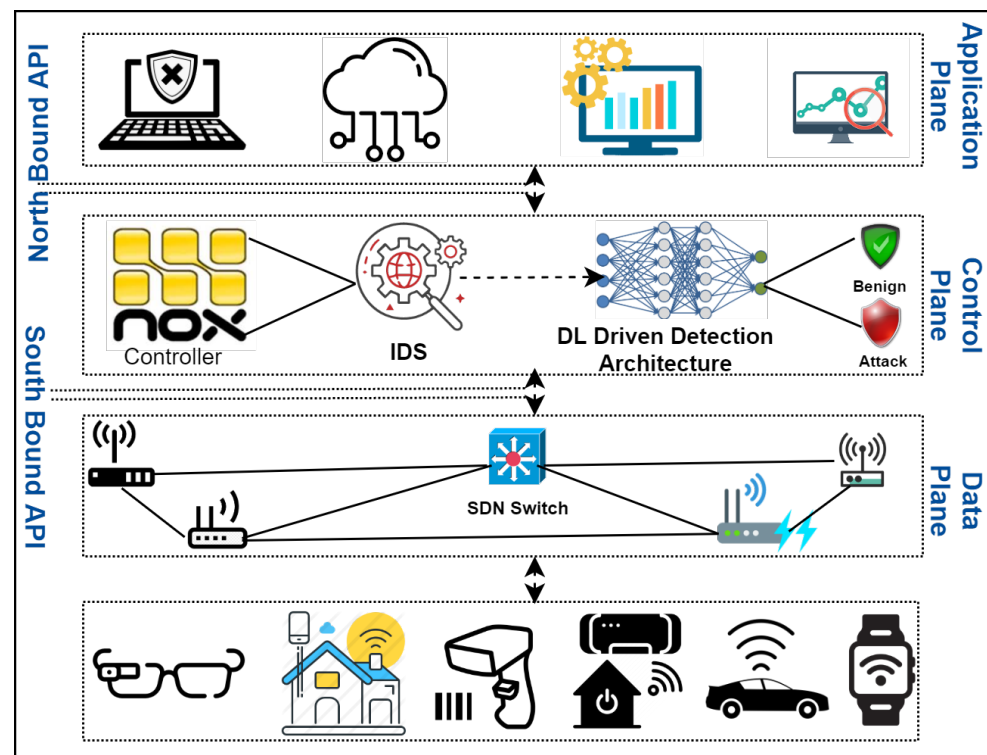 North Bound API
Application
Plane
nox
Controller
IDS
DL Driven Detection
Architecture
Benign
Attack
Control
Plane
South Bound API
SDN Switch
Data
Plane